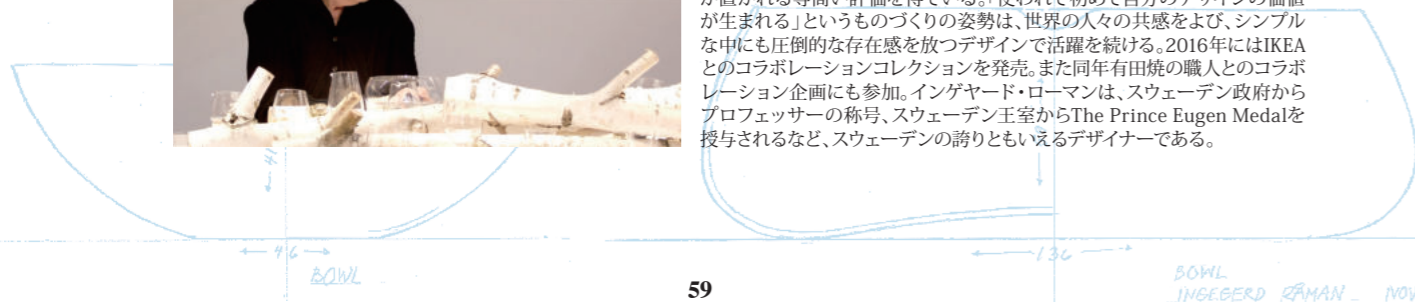 が置かれる等高い評価を得ている。「使われて初めて自分のデザインの価値
が生まれる」というものづくりの姿勢は、世界の人々の共感をよび、シンプル
な中にも圧倒的な存在感を放つデザインで活躍を続ける。2016年にはIKEA
とのコラボレーションコレクションを発売。また同年有田焼の職人とのコラボ
レーション企画にも参加。インゲヤード・ローマンは、スウェーデン政府から
プロフェッサーの称号、スウェーデン王室からThe Prince Eugen Medalを
授与されるなど、スウェーデンの誇りともいえるデザイナーである。
46
136
BOWL
BOWL
INGEGERD RÅMAN NOV
59